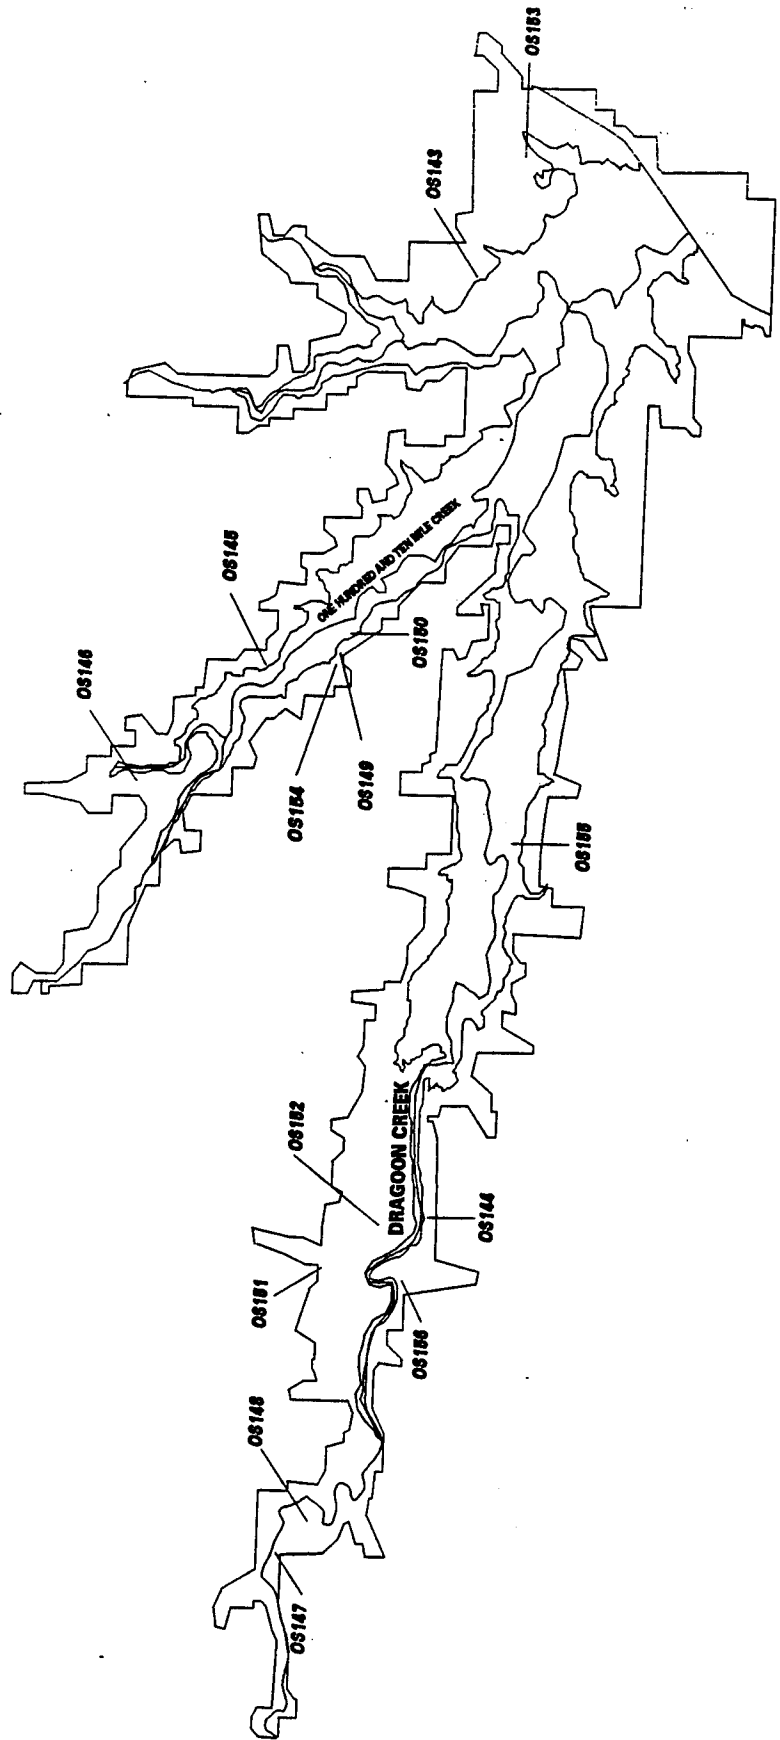 OS146
OS145
OS148
OS151
OS147
OS152
OS154
OS149
ONE HUNDRED AND TEN MILE CREEK
DRAGOON CREEK
OS156
OS150
OS143
OS144
OS153
OS155